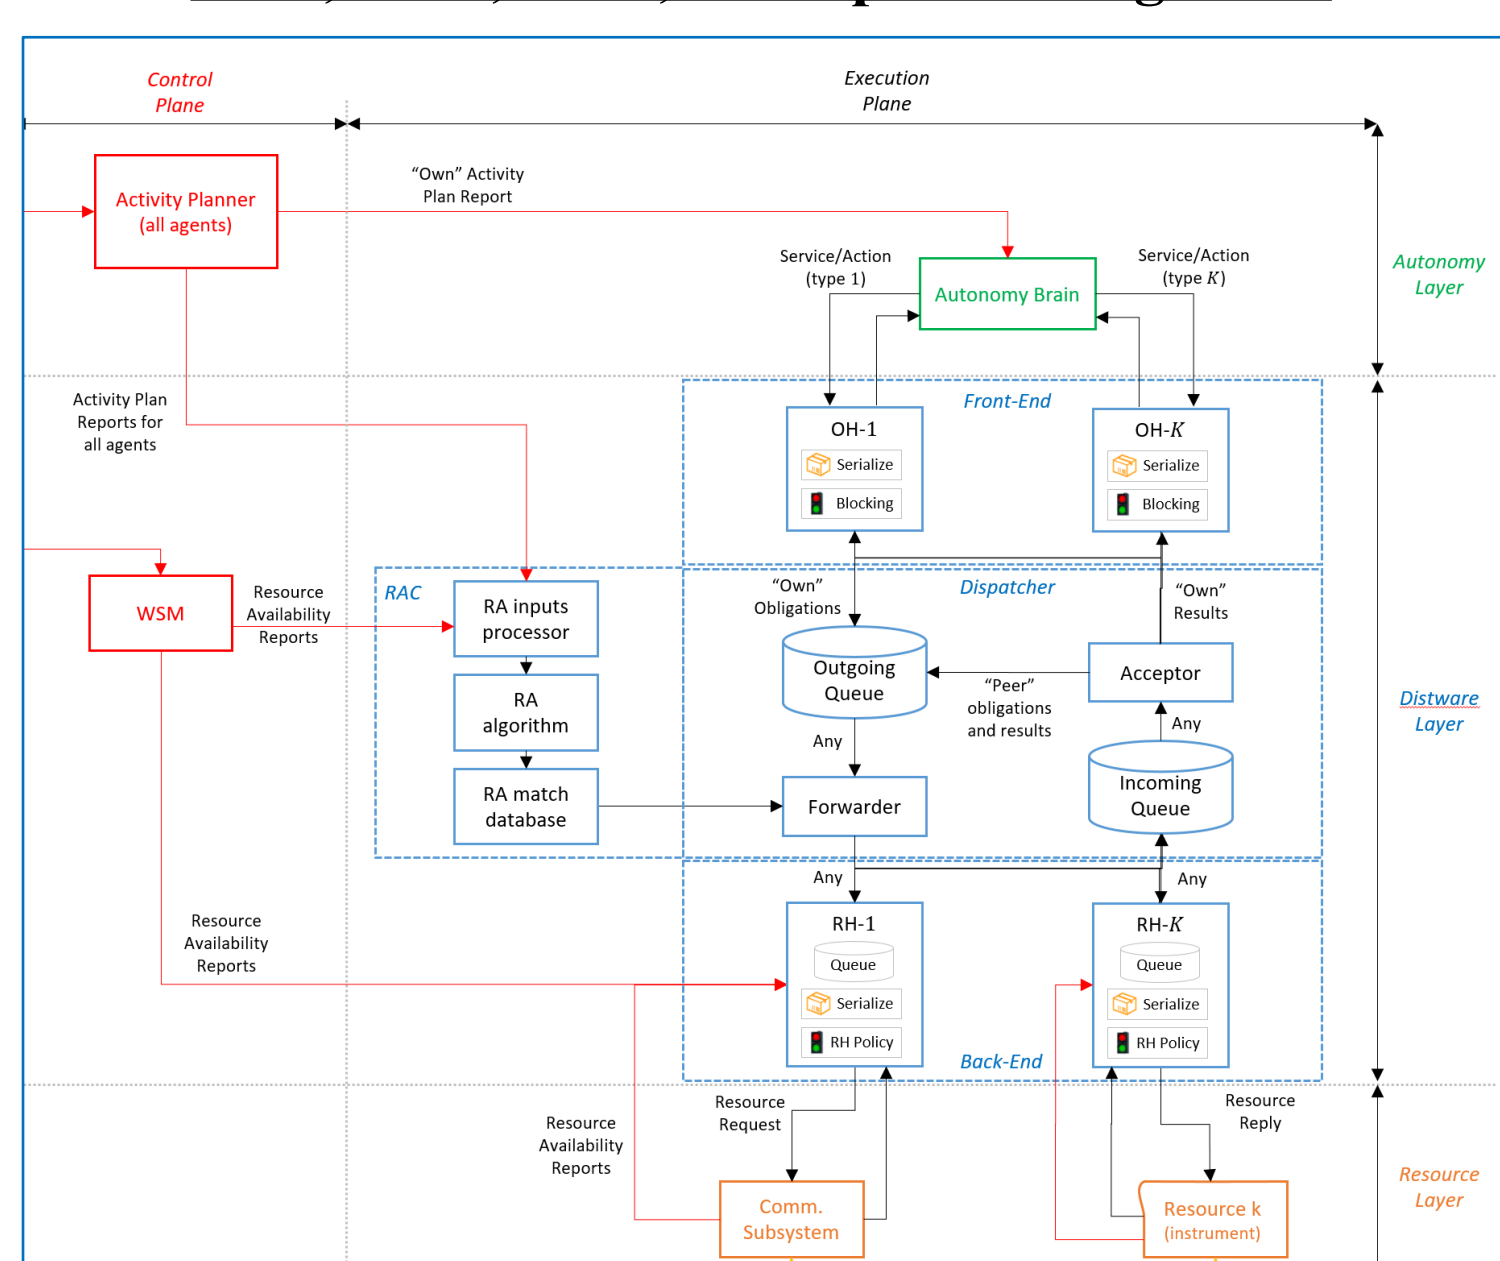 Control
Plane
Execution
Plane
Activity Planner
(all agents)
“Own” Activity
Plan Report
Service/Action
(type 1)
Autonomy Brain
Service/Action
(type K)
Autonomy
Layer
Activity Plan
Reports for
all agents
Front-End
OH-1
Serialize
Blocking
OH-K
Serialize
Blocking
WSM
Resource
Availability
Reports
RAC
RA inputs
processor
RA
algorithm
RA match
database
Dispatcher
“Own”
Obligations
“Own”
Results
Outgoing
Queue
“Peer”
obligations
and results
Acceptor
Any
Any
Incoming
Queue
Forwarder
Distware
Layer
Any
Any
Resource
Availability
Reports
RH-1
Queue
Serialize
RH Policy
RH-K
Queue
Serialize
RH Policy
Back-End
Resource
Availability
Reports
Resource
Request
Resource
Reply
Comm.
Subsystem
Resource k
(instrument)
Resource
Layer